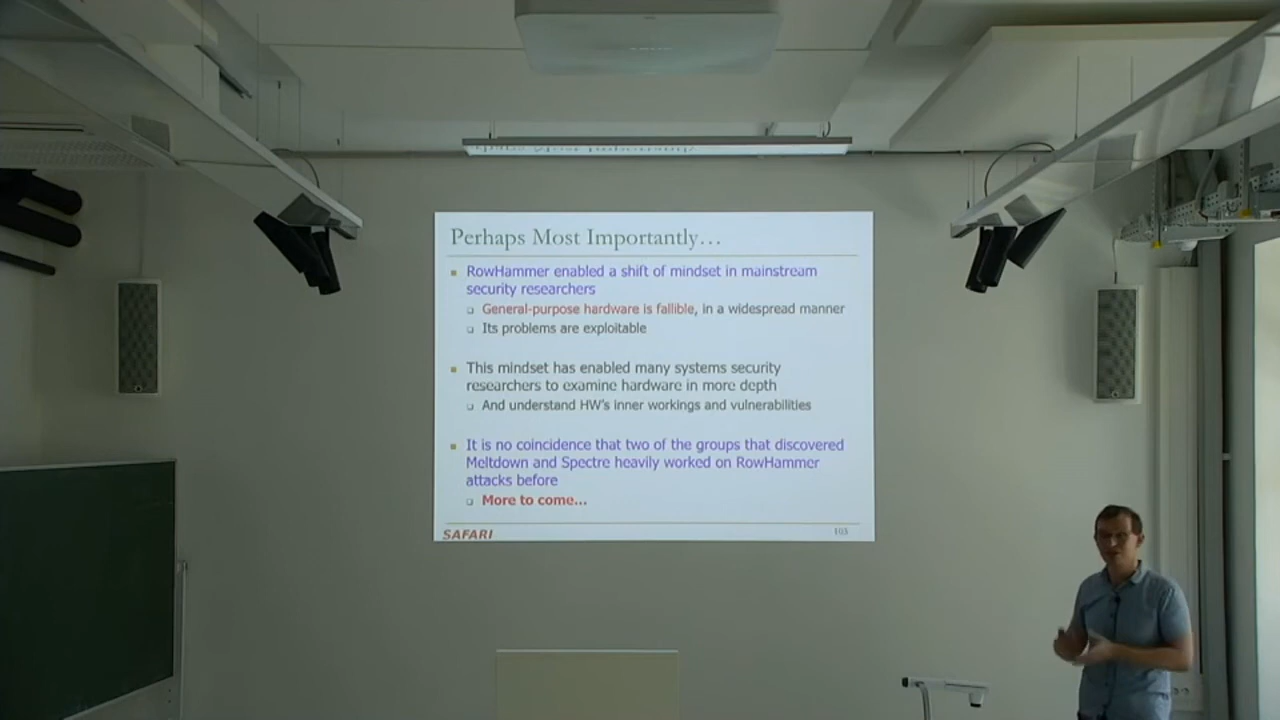 Perhaps Most Importantly…
▪ RowHammer enabled a shift of mindset in mainstream
security researchers
❑ General-purpose hardware is fallible, in a widespread manner
❑ Its problems are exploitable
▪ This mindset has enabled many systems security
researchers to examine hardware in more depth
❑ And understand HW's inner workings and vulnerabilities
▪ It is no coincidence that two of the groups that discovered
Meltdown and Spectre heavily worked on RowHammer
attacks before
❑ More to come…
SAFARI
103